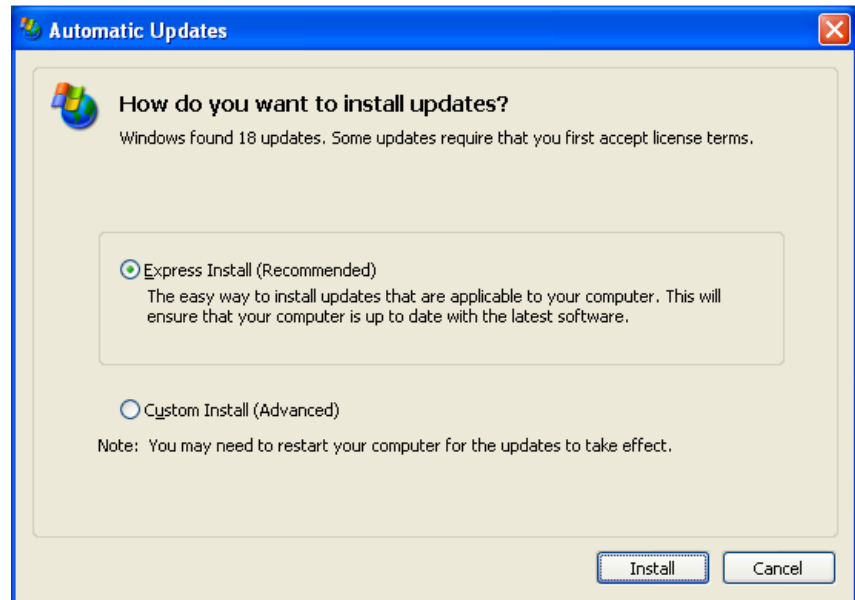 Automatic Updates
How do you want to install updates?
Windows found 18 updates. Some updates require that you first accept license terms.
Express Install (Recommended)
The easy way to install updates that are applicable to your computer. This will
ensure that your computer is up to date with the latest software.
Custom Install (Advanced)
Note: You may need to restart your computer for the updates to take effect.
Install
Cancel